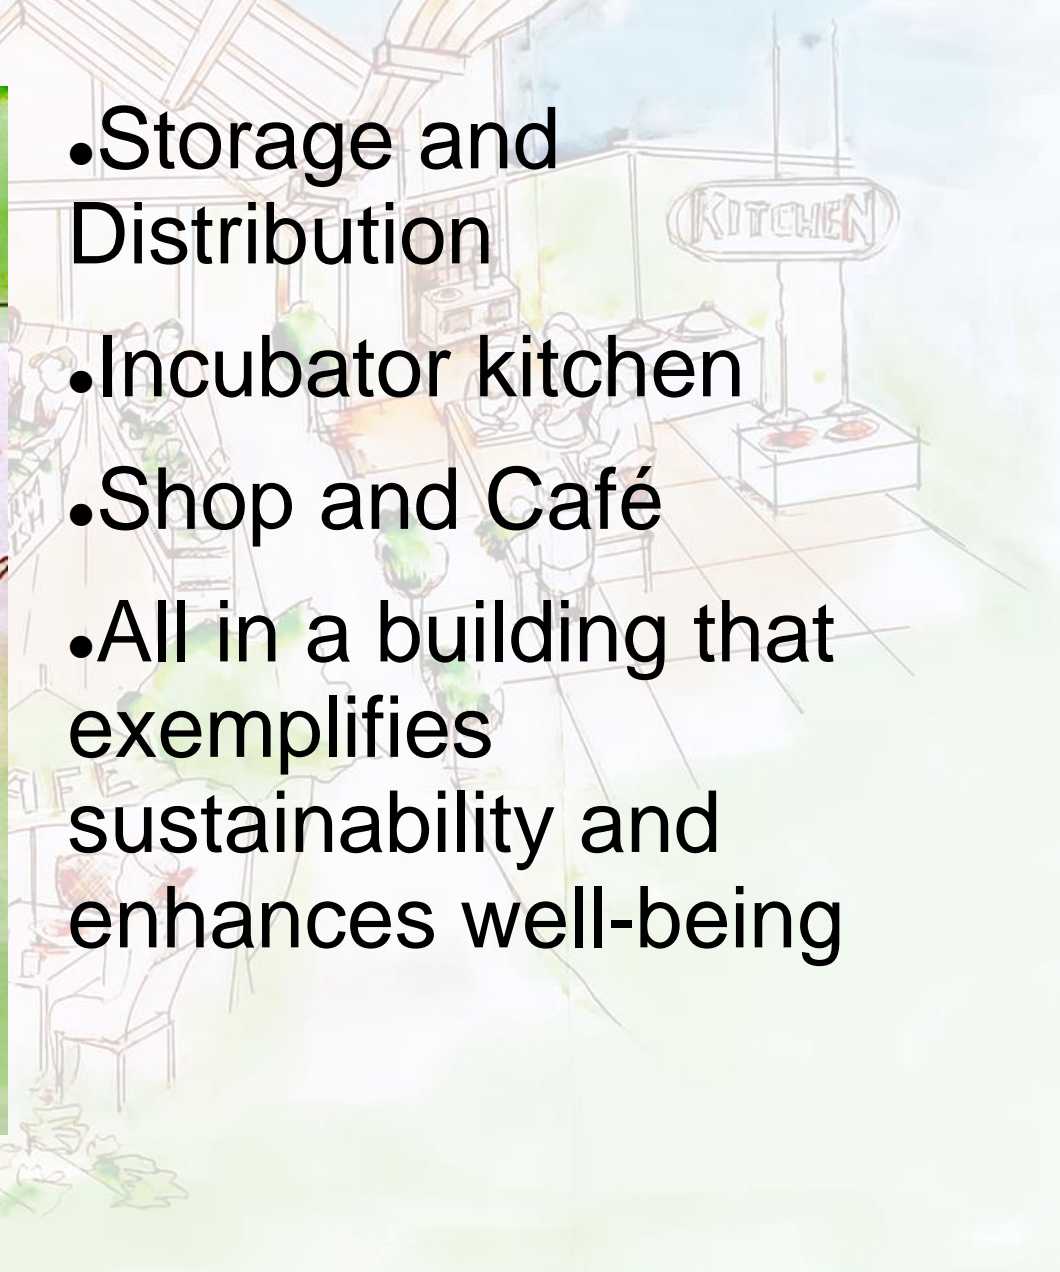 KITCHEN
●Storage and
Distribution
●Incubator kitchen
●Shop and Café
●All in a building that
exemplifies
sustainability and
enhances well-being